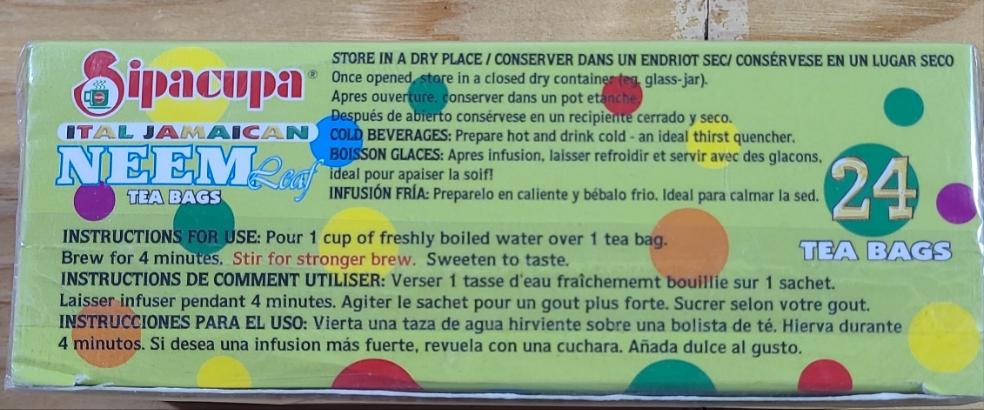 Sipacupa®
ITAL JAMAICAN
NEEM Leaf
TEA BAGS
STORE IN A DRY PLACE / CONSERVER DANS UN ENDRIOT SEC/ CONSÉRVESE EN UN LUGAR SECO
Once opened, store in a closed dry container (eg. glass-jar).
Apres ouverture, conserver dans un pot etanche.
Después de abierto consérvese en un recipiente cerrado y seco.
COLD BEVERAGES: Prepare hot and drink cold - an ideal thirst quencher.
BOISSON GLACES: Apres infusion, laisser refroidir et servir avec des glacons,
ideal pour apaiser la soif!
INFUSIÓN FRÍA: Preparelo en caliente y bébalo frio. Ideal para calmar la sed.
24
TEA BAGS
INSTRUCTIONS FOR USE: Pour 1 cup of freshly boiled water over 1 tea bag.
Brew for 4 minutes. Stir for stronger brew. Sweeten to taste.
INSTRUCTIONS DE COMMENT UTILISER: Verser 1 tasse d'eau fraîchememt bouillie sur 1 sachet.
Laisser infuser pendant 4 minutes. Agiter le sachet pour un gout plus forte. Sucrer selon votre gout.
INSTRUCCIONES PARA EL USO: Vierta una taza de agua hirviente sobre una bolista de té. Hierva durante
4 minutos. Si desea una infusion más fuerte, revuela con una cuchara. Añada dulce al gusto.